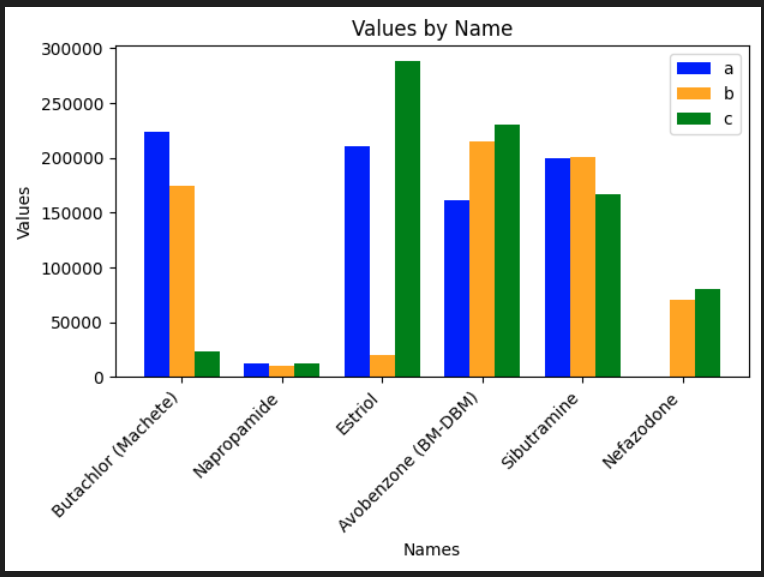 Values by Name
a
b
c
Values
300000
250000
200000
150000
100000
50000
0
Butachlor (Machete)
Napropamide
Estriol
Avobenzone (BM-DBM)
Sibutramine
Nefazodone
Names